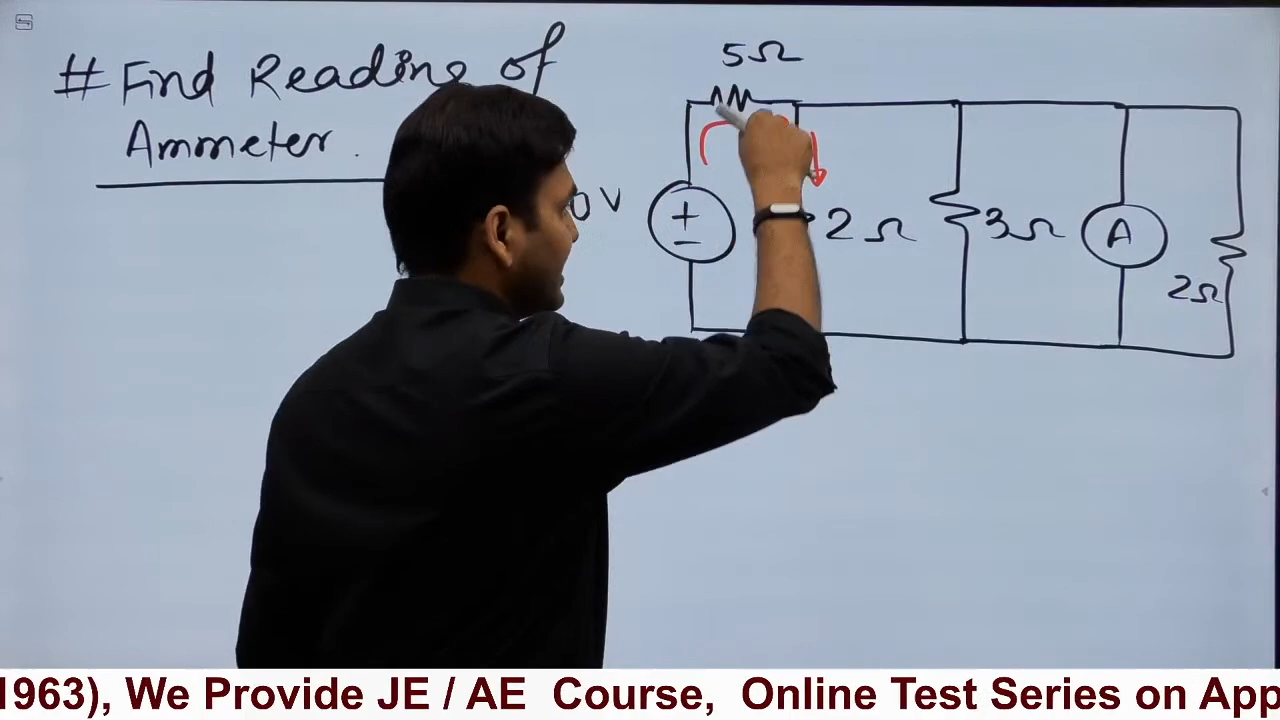 # Find Reading of
Ammeter.
5Ω
0V
2Ω
3Ω
A
2Ω
+
−
1963), We Provide JE / AE Course, Online Test Series on App